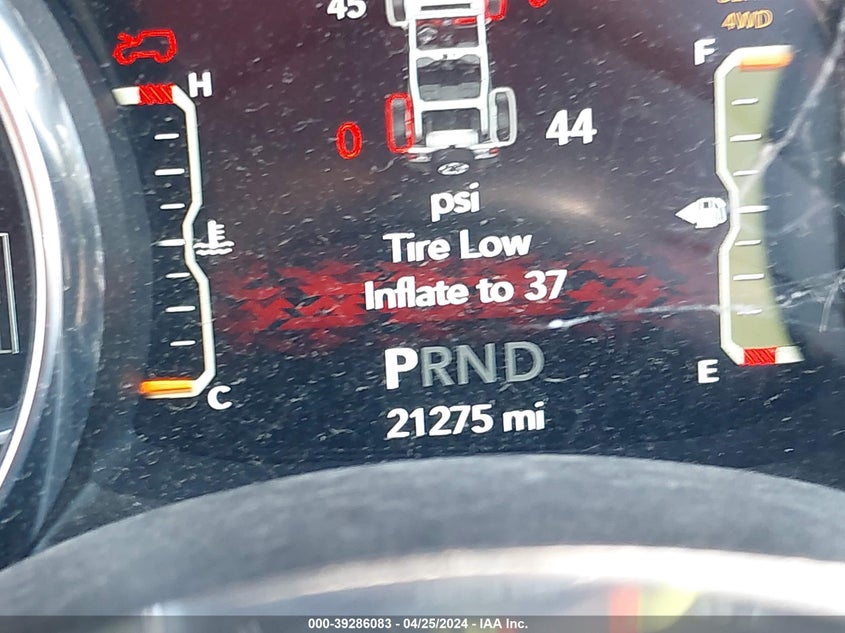 45 0
4WD
H F
0 44
psi
Tire Low
Inflate to 37
PRND
C E
21275 mi
000-39286083 - 04/25/2024 - IAA Inc.